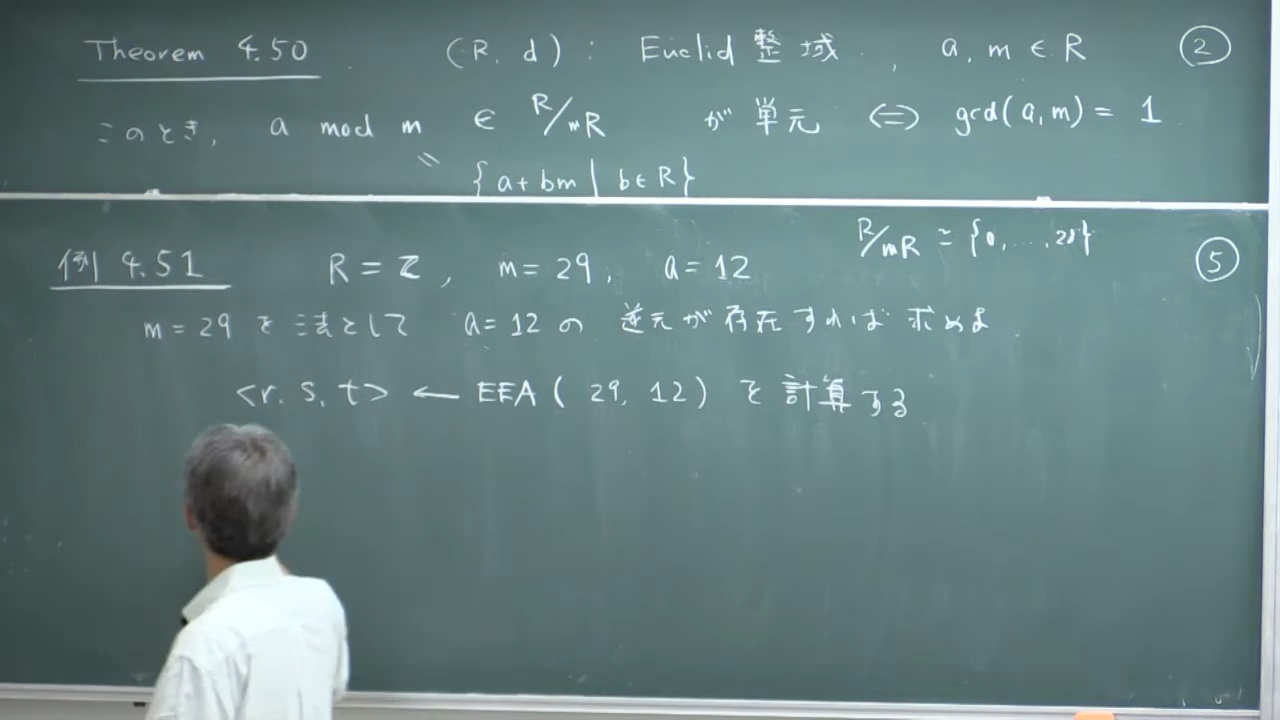 Theorem 4.50 (R, d) : Euclid 整域, a, m ∈ R ②
このとき, a mod m ∈ R/mR が 単元 ⇔ gcd(a, m) = 1
{a + bm | b ∈ R}
R/mR ≃ {0, ..., 28}
例 4.51 R = Z, m = 29, a = 12 ⑤
m = 29 を 法として a = 12 の 逆元が存在すれば 求めよ
<r, s, t> ← EEA ( 29, 12 ) を 計算する